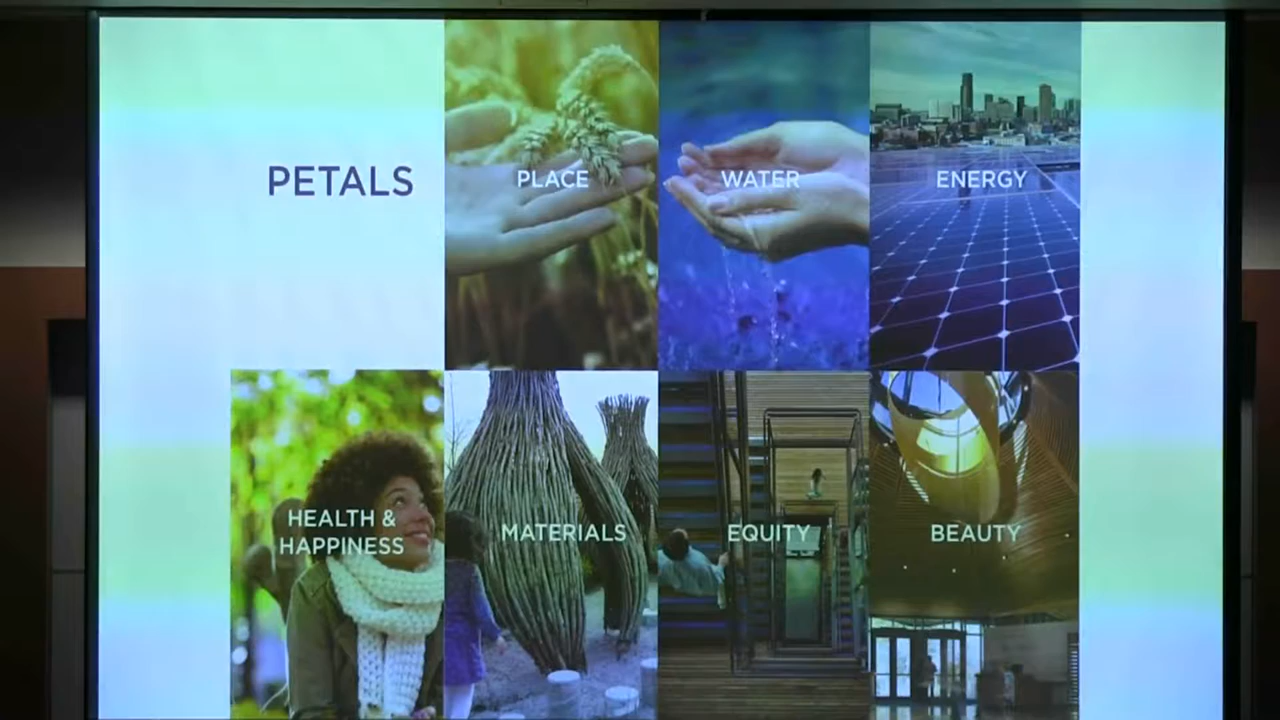 PETALS
PLACE
WATER
ENERGY
HEALTH &
HAPPINESS
MATERIALS
EQUITY
BEAUTY